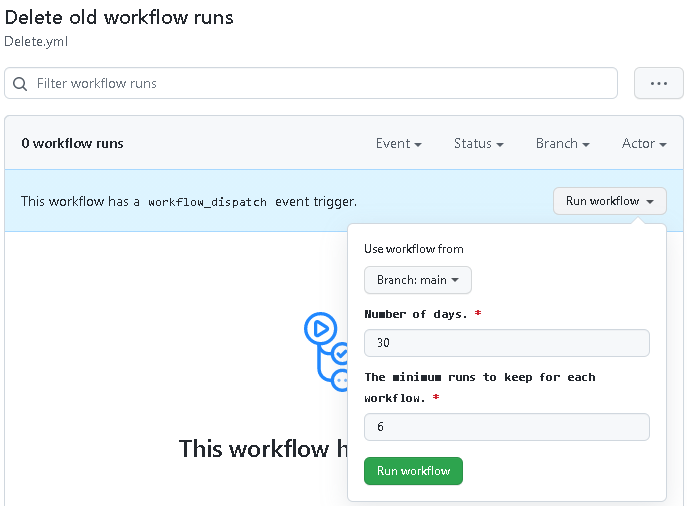 Delete old workflow runs
Delete.yml
Filter workflow runs
0 workflow runs Event Status Branch Actor
This workflow has a workflow_dispatch event trigger. Run workflow
Use workflow from
Branch: main
Number of days. *
30
The minimum runs to keep for each
workflow. *
6
This workflow h
Run workflow